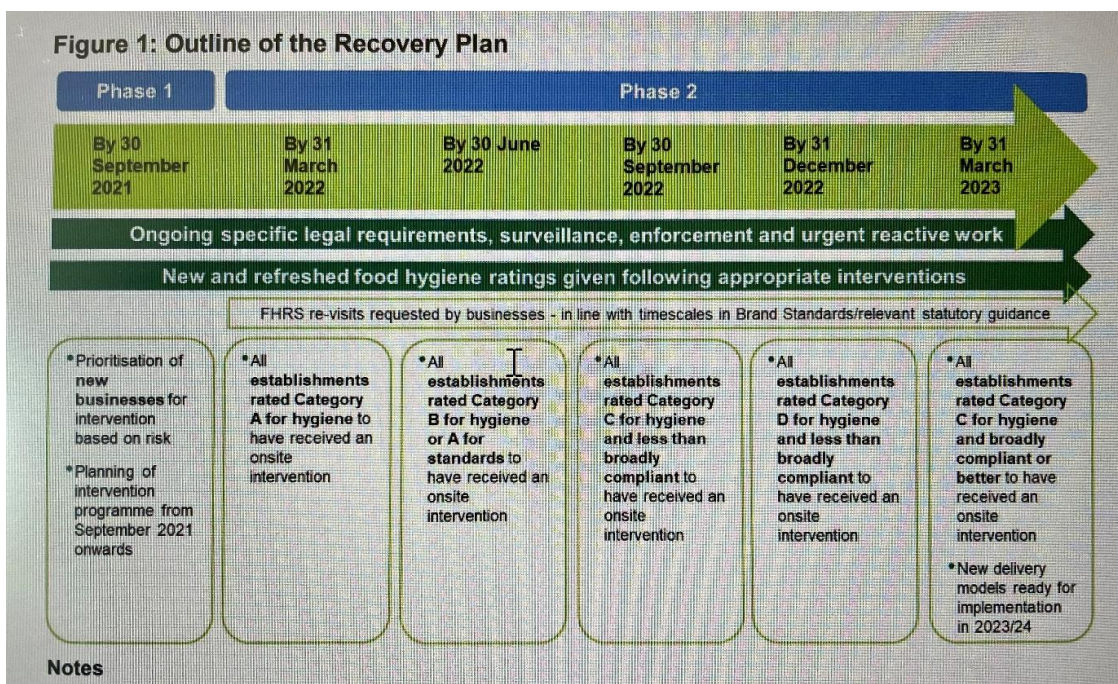 Figure 1: Outline of the Recovery Plan
Phase 1
Phase 2
By 30
September
2021
By 31
March
2022
By 30 June
2022
By 30
September
2022
By 31
December
2022
By 31
March
2023
Ongoing specific legal requirements, surveillance, enforcement and urgent reactive work
New and refreshed food hygiene ratings given following appropriate interventions
FHRS re-visits requested by businesses - in line with timescales in Brand Standards/relevant statutory guidance
•Prioritisation of
new
businesses for
intervention
based on risk
•Planning of
intervention
programme from
September 2021
onwards
•All
establishments
rated Category
A for hygiene to
have received an
onsite
intervention
•All
establishments
rated Category
B for hygiene
or A for
standards to
have received an
onsite
intervention
•All
establishments
rated Category
C for hygiene
and less than
broadly
compliant to
have received an
onsite
intervention
•All
establishments
rated Category
D for hygiene
and less than
broadly
compliant to
have received an
onsite
intervention
•All
establishments
rated Category
C for hygiene
and broadly
compliant or
better to have
received an
onsite
intervention
•New delivery
models ready for
implementation
in 2023/24
Notes